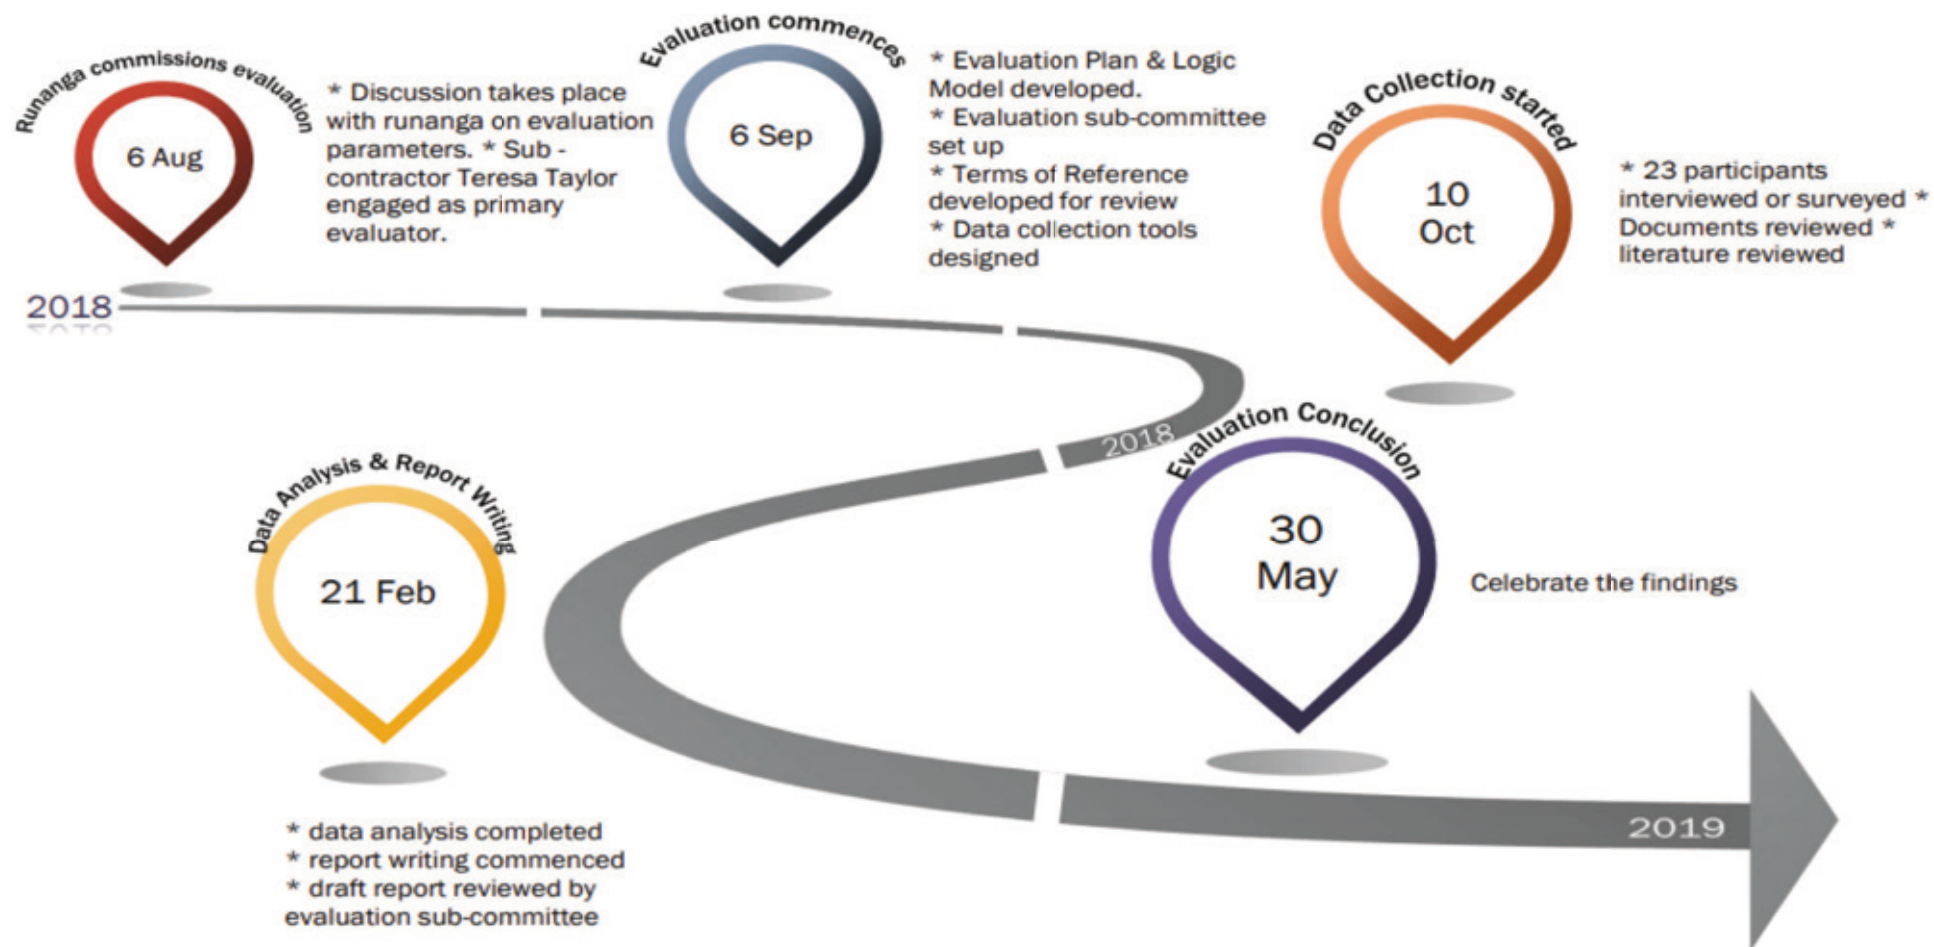 Runanga commissions evaluation
6 Aug
* Discussion takes place
with runanga on evaluation
parameters. * Sub -
contractor Teresa Taylor
engaged as primary
evaluator.
Evaluation commences
6 Sep
* Evaluation Plan & Logic
Model developed.
* Evaluation sub-committee
set up
* Terms of Reference
developed for review
* Data collection tools
designed
Data Collection started
10
Oct
* 23 participants
interviewed or surveyed *
Documents reviewed *
literature reviewed
2018
2018
Data Analysis & Report Writing
21 Feb
* data analysis completed
* report writing commenced
* draft report reviewed by
evaluation sub-committee
Evaluation Conclusion
30
May
Celebrate the findings
2019